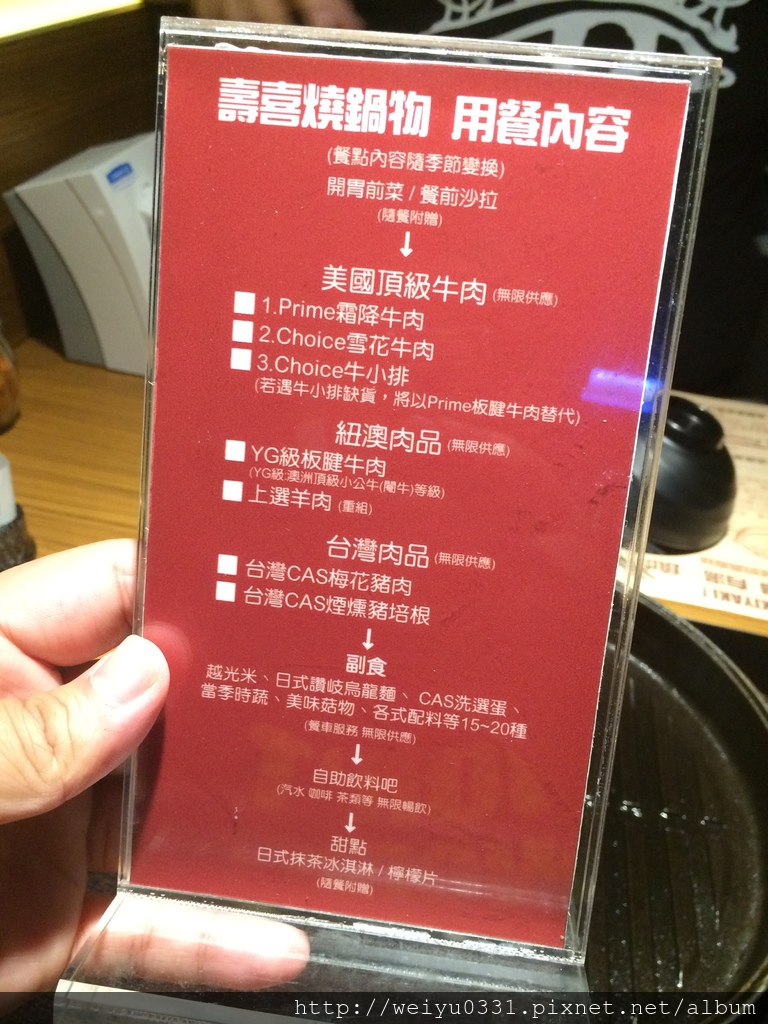 壽喜燒鍋物 用餐內容
(餐點內容隨季節變換)
開胃前菜 / 餐前沙拉
(隨餐附贈)
↓
美國頂級牛肉 (無限供應)
1.Prime霜降牛肉
2.Choice雪花牛肉
3.Choice牛小排
(若遇牛小排缺貨，將以Prime板腱牛肉替代)
紐澳肉品 (無限供應)
YG級板腱牛肉
(YG級:澳洲頂級小公牛(閹牛)等級)
上選羊肉 (重組)
台灣肉品 (無限供應)
台灣CAS梅花豬肉
台灣CAS煙燻豬培根
↓
副食
越光米、日式讚岐烏龍麵、 CAS洗選蛋、
當季時蔬、美味菇物、各式配料等15~20種
(餐車服務 無限供應)
↓
自助飲料吧
(汽水 咖啡 茶類等 無限暢飲)
↓
甜點
日式抹茶冰淇淋 / 檸檬片
(隨餐附贈)
http://weiyu0331.pixnet.net/album